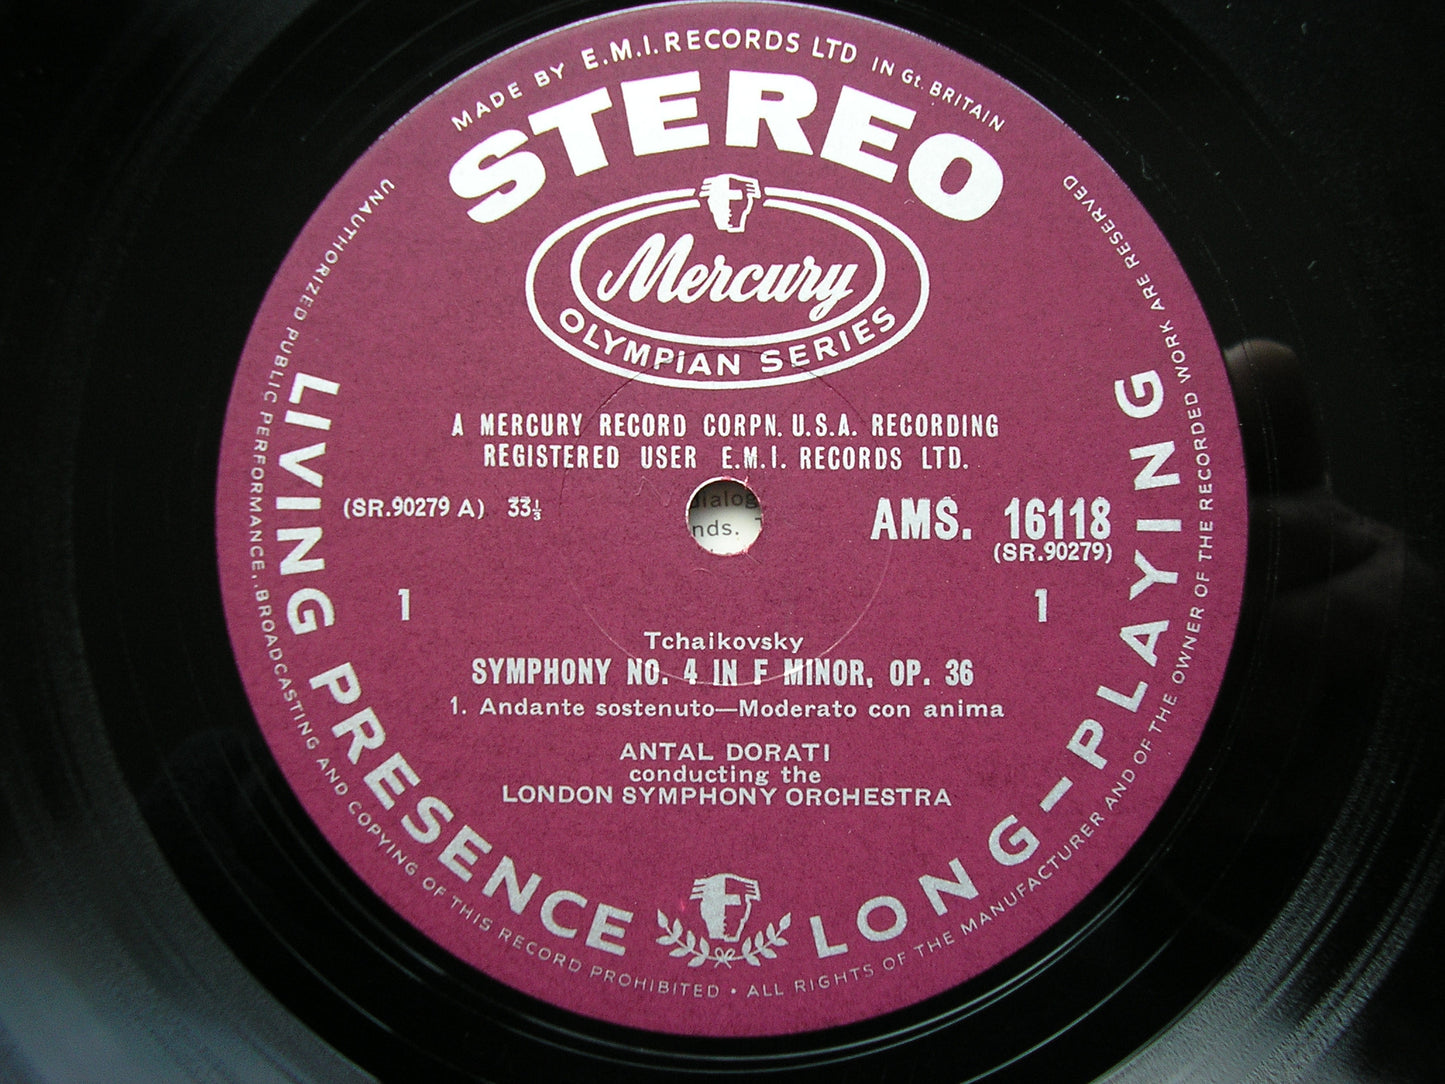 MADE BY E.M.I. RECORDS LTD IN Gt. BRITAIN
STEREO
Mercury
OLYMPiAN SERIES
A MERCURY RECORD CORPN. U.S.A. RECORDING
REGISTERED USER E.M.I. RECORDS LTD.
(SR.90279 A) 33⅓
AMS. 16118
(SR.90279)
1 1
Tchaikovsky
SYMPHONY NO. 4 IN F MINOR, OP. 36
1. Andante sostenuto—Moderato con anima
ANTAL DORATI
conducting the
LONDON SYMPHONY ORCHESTRA
LIVING PRESENCE LONG-PLAYING
UNAUTHORIZED PUBLIC PERFORMANCE, BROADCASTING AND COPYING OF THIS RECORD PROHIBITED • ALL RIGHTS OF THE MANUFACTURER AND OF THE OWNER OF THE RECORDED WORK ARE RESERVED
dialog
nds.